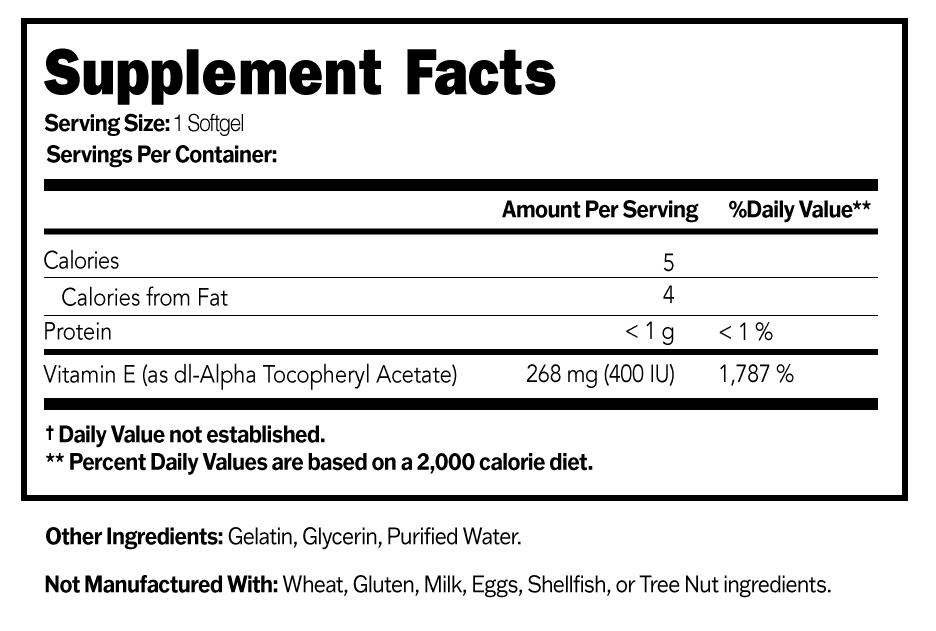 Supplement Facts
Serving Size: 1 Softgel
Servings Per Container:
Amount Per Serving %Daily Value**
Calories 5
Calories from Fat 4
Protein < 1 g < 1 %
Vitamin E (as dl-Alpha Tocopheryl Acetate) 268 mg (400 IU) 1,787 %
† Daily Value not established.
** Percent Daily Values are based on a 2,000 calorie diet.
Other Ingredients: Gelatin, Glycerin, Purified Water.
Not Manufactured With: Wheat, Gluten, Milk, Eggs, Shellfish, or Tree Nut ingredients.